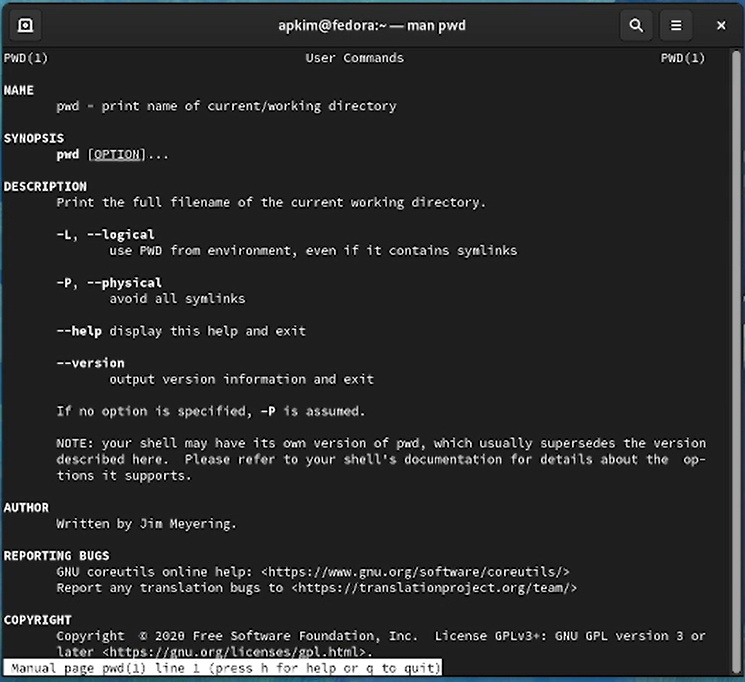 apkim@fedora:~ — man pwd
PWD(1) User Commands PWD(1)
NAME
pwd - print name of current/working directory
SYNOPSIS
pwd [OPTION]...
DESCRIPTION
Print the full filename of the current working directory.
-L, --logical
use PWD from environment, even if it contains symlinks
-P, --physical
avoid all symlinks
--help display this help and exit
--version
output version information and exit
If no option is specified, -P is assumed.
NOTE: your shell may have its own version of pwd, which usually supersedes the version
described here. Please refer to your shell's documentation for details about the op-
tions it supports.
AUTHOR
Written by Jim Meyering.
REPORTING BUGS
GNU coreutils online help: <https://www.gnu.org/software/coreutils/>
Report any translation bugs to <https://translationproject.org/team/>
COPYRIGHT
Copyright © 2020 Free Software Foundation, Inc. License GPLv3+: GNU GPL version 3 or
later <https://gnu.org/licenses/gpl.html>.
Manual page pwd(1) line 1 (press h for help or q to quit)